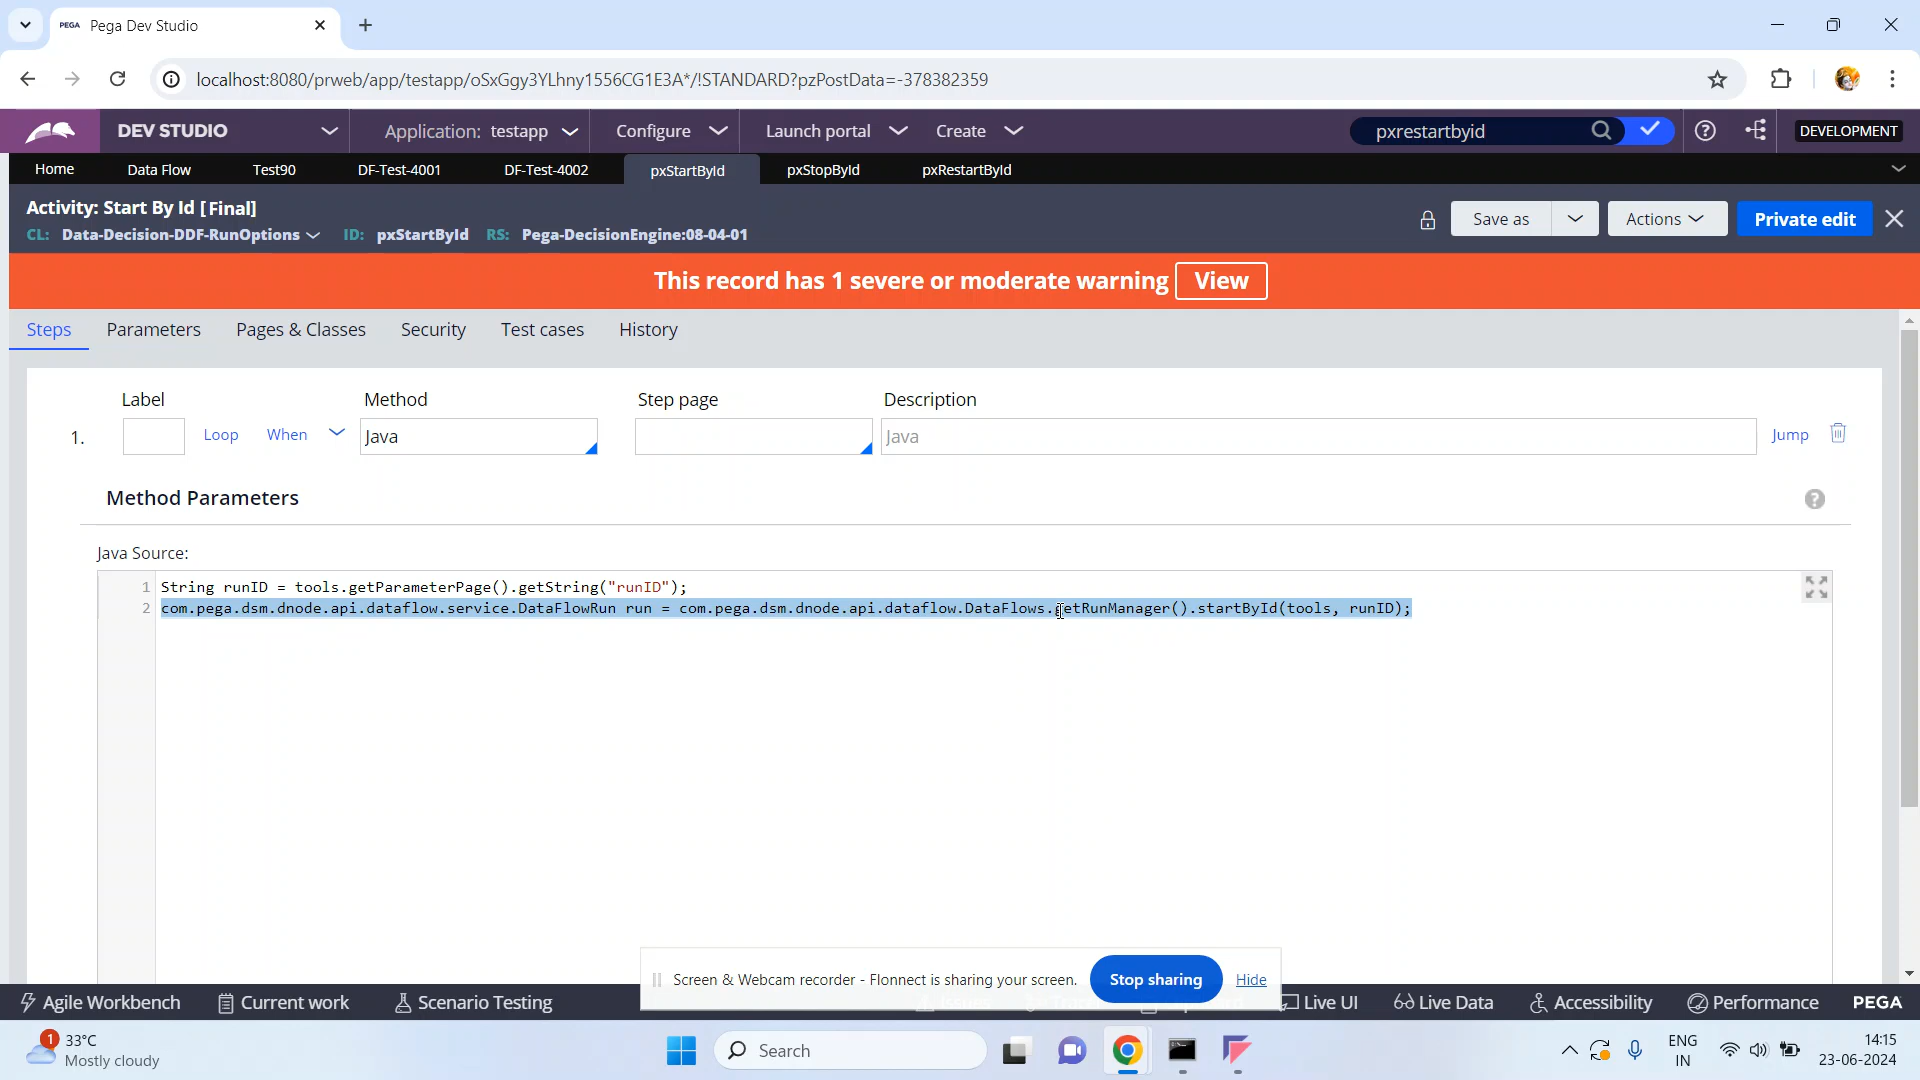 PEGA Pega Dev Studio
localhost:8080/prweb/app/testapp/oSxGgy3YLhny1556CG1E3A*/!STANDARD?pzPostData=-378382359
DEV STUDIO Application: testapp Configure Launch portal Create pxrestartbyid DEVELOPMENT
Home Data Flow Test90 DF-Test-4001 DF-Test-4002 pxStartById pxStopById pxRestartById
Activity: Start By Id [Final]
CL: Data-Decision-DDF-RunOptions ID: pxStartById RS: Pega-DecisionEngine:08-04-01
Save as Actions Private edit
This record has 1 severe or moderate warning View
Steps Parameters Pages & Classes Security Test cases History
Label Method Step page Description
1. Loop When Java Java Jump
Method Parameters
Java Source:
1 String runID = tools.getParameterPage().getString("runID");
2 com.pega.dsm.dnode.api.dataflow.service.DataFlowRun run = com.pega.dsm.dnode.api.dataflow.DataFlows.getRunManager().startById(tools, runID);
Screen & Webcam recorder - Flonnect is sharing your screen. Stop sharing Hide
Agile Workbench Current work Scenario Testing Live UI Live Data Accessibility Performance PEGA
1 33°C
Mostly cloudy
Search
ENG
IN
14:15
23-06-2024